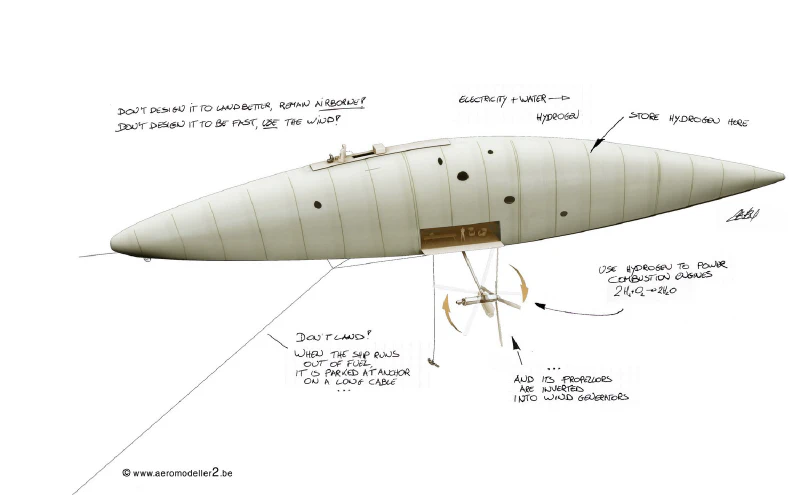 DON'T DESIGN IT TO LAND BETTER, REMAIN AIRBORNE!
DON'T DESIGN IT TO BE FAST, USE THE WIND!
ELECTRICITY + WATER →
HYDROGEN
STORE HYDROGEN HERE
USE HYDROGEN TO POWER
COMBUSTION ENGINES
2H₂+O₂→2H₂O
DON'T LAND!
WHEN THE SHIP RUNS
OUT OF FUEL,
IT IS PARKED AT ANCHOR
ON A LONG CABLE
...
...
AND ITS PROPELLORS
ARE INVERTED
INTO WIND GENERATORS
© www.aeromodeller2.be